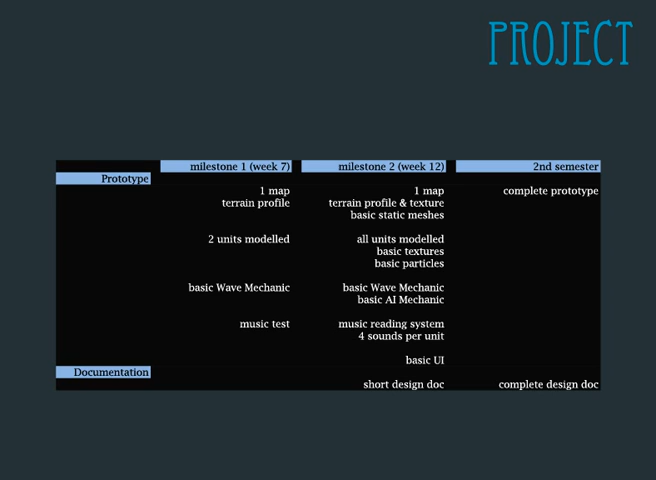 PROJECT
milestone 1 (week 7) milestone 2 (week 12) 2nd semester
Prototype
1 map 1 map complete prototype
terrain profile terrain profile & texture
basic static meshes
2 units modelled all units modelled
basic textures
basic particles
basic Wave Mechanic basic Wave Mechanic
basic AI Mechanic
music test music reading system
4 sounds per unit
basic UI
Documentation
short design doc complete design doc